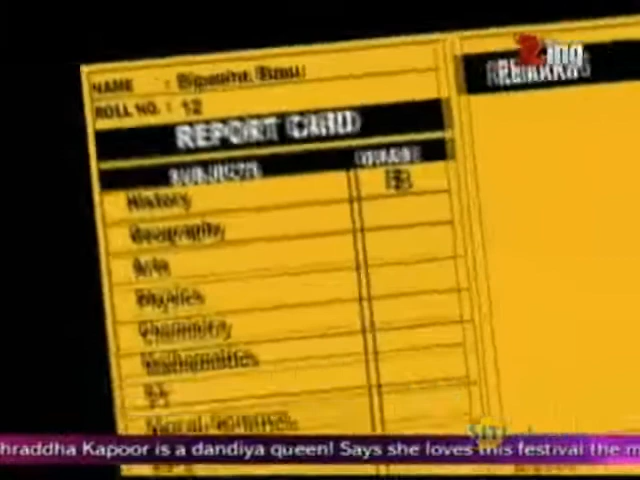 NAME : Bipasha Basu
ROLL NO. : 12
REPORT CARD
SUBJECTS
REMARKS
Zing
History
Geography
Arts
Physics
Chemistry
Mathematics
hraddha Kapoor is a dandiya queen! Says she loves this festival the m